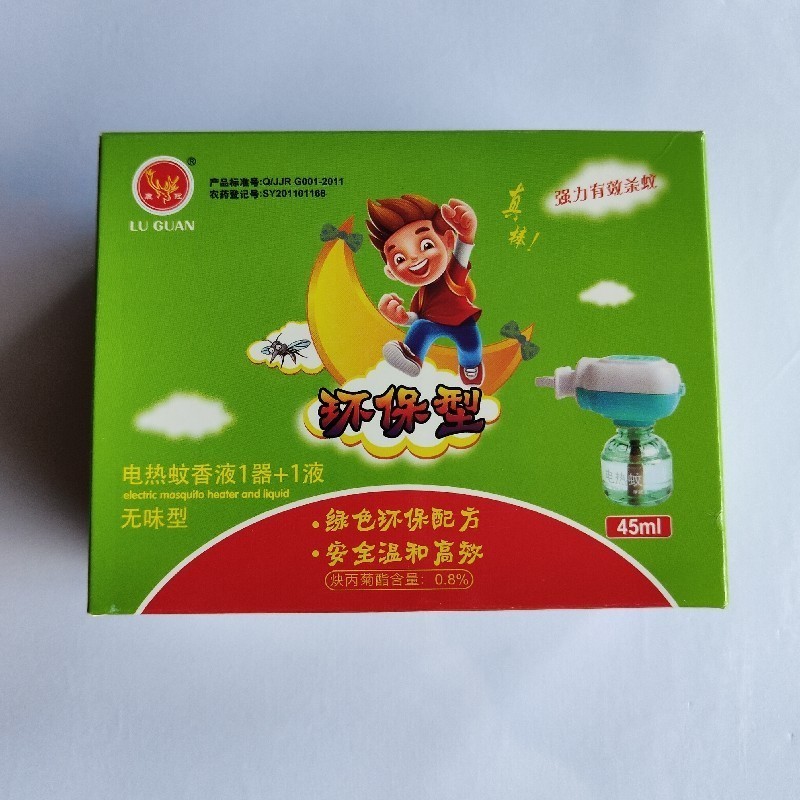 ®
LU GUAN
产品标准号:Q/JJR G001-2011
农药登记号:SY201101168
真棒!
强力有效杀蚊
环保型
电热蚊香液1器+1液
electric mosquito heater and liquid
无味型
电热蚊
45ml
·绿色环保配方
·安全温和高效
炔丙菊酯含量: 0.8%